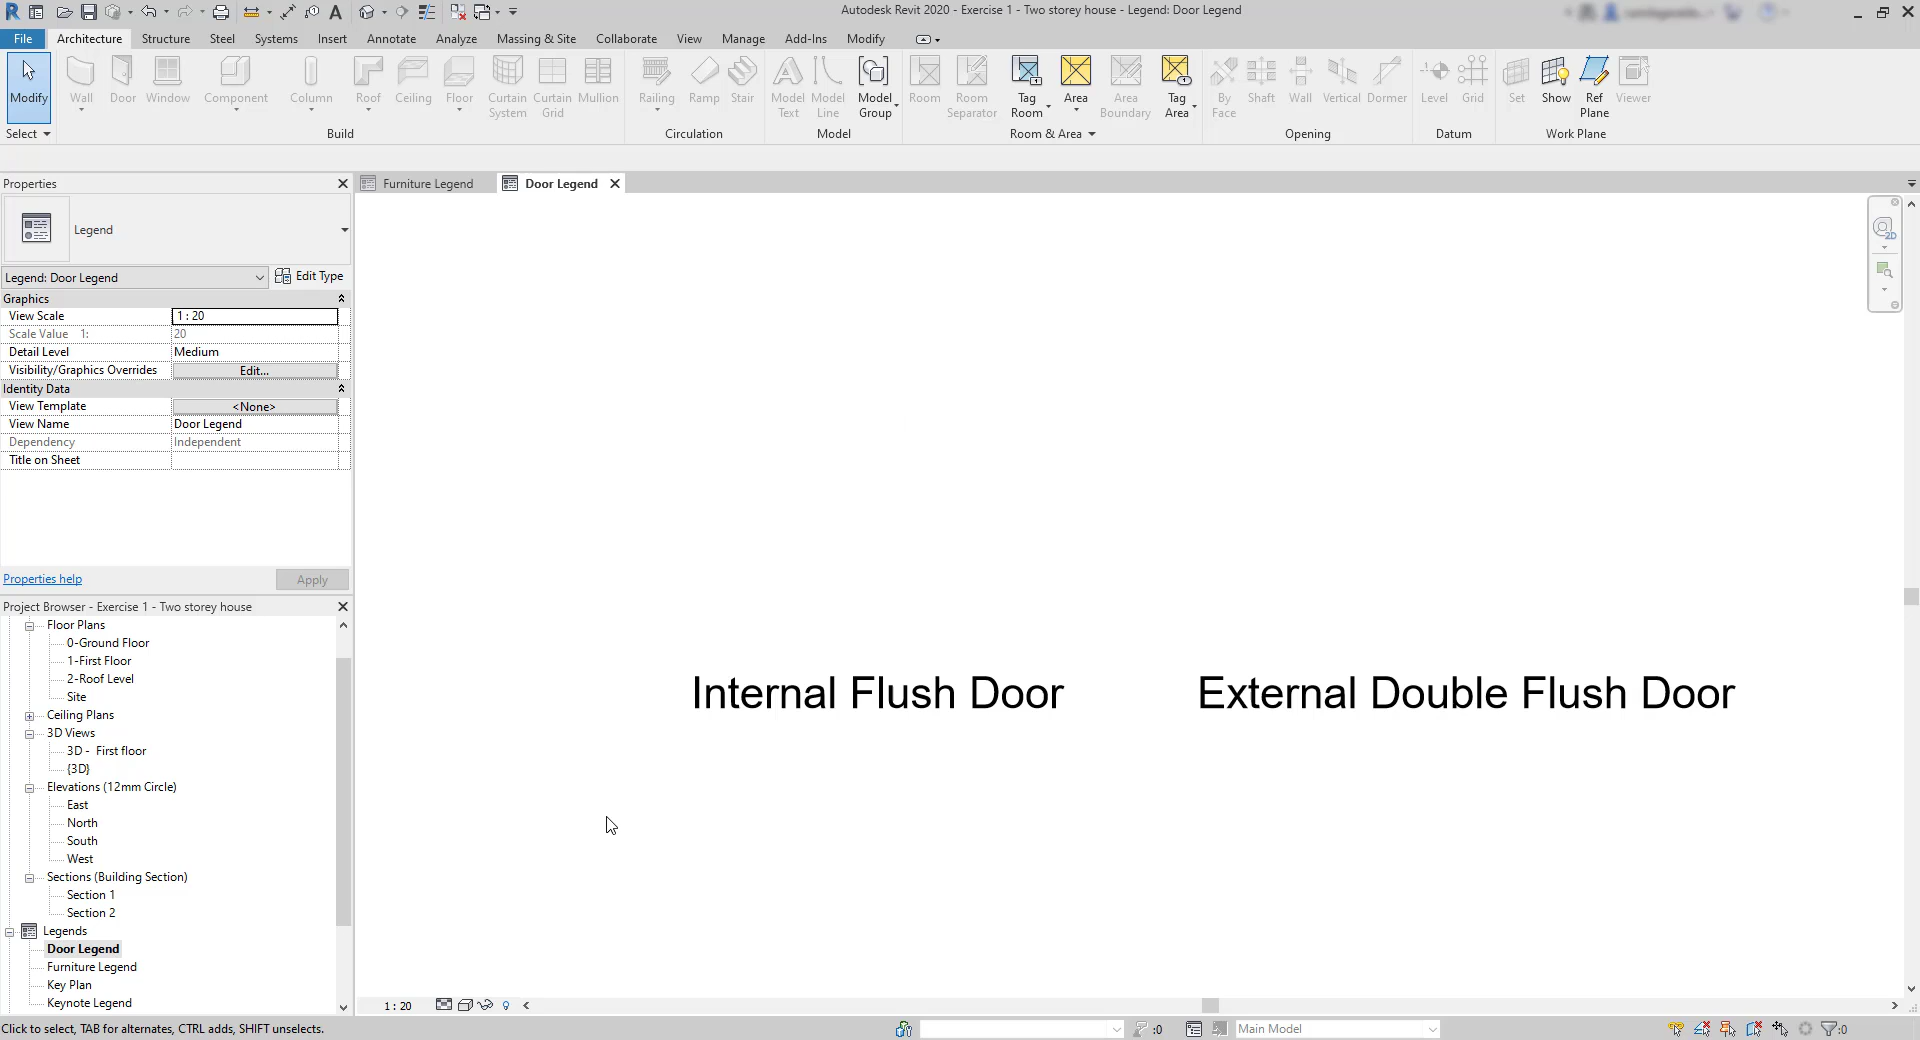 Autodesk Revit 2020 - Exercise 1 - Two storey house - Legend: Door Legend
File Architecture Structure Steel Systems Insert Annotate Analyze Massing & Site Collaborate View Manage Add-Ins Modify
Modify Wall Door Window Component Column Roof Ceiling Floor Curtain System Curtain Grid Mullion Railing Ramp Stair Model Text Model Line Model Group Room Room Separator Tag Room Area Area Boundary Tag Area By Face Shaft Wall Vertical Dormer Level Grid Set Show Ref Plane Viewer
Select Build Circulation Model Room & Area Opening Datum Work Plane
Properties
Furniture Legend Door Legend
Legend
Legend: Door Legend Edit Type
Graphics
View Scale 1 : 20
Scale Value 1: 20
Detail Level Medium
Visibility/Graphics Overrides Edit...
Identity Data
View Template <None>
View Name Door Legend
Dependency Independent
Title on Sheet
Properties help Apply
Project Browser - Exercise 1 - Two storey house
Floor Plans
0-Ground Floor
1-First Floor
2-Roof Level
Site
Ceiling Plans
3D Views
3D - First floor
{3D}
Elevations (12mm Circle)
East
North
South
West
Sections (Building Section)
Section 1
Section 2
Legends
Door Legend
Furniture Legend
Key Plan
Keynote Legend
2D
Internal Flush Door External Double Flush Door
1 : 20
Click to select, TAB for alternates, CTRL adds, SHIFT unselects.
:0 Main Model :0